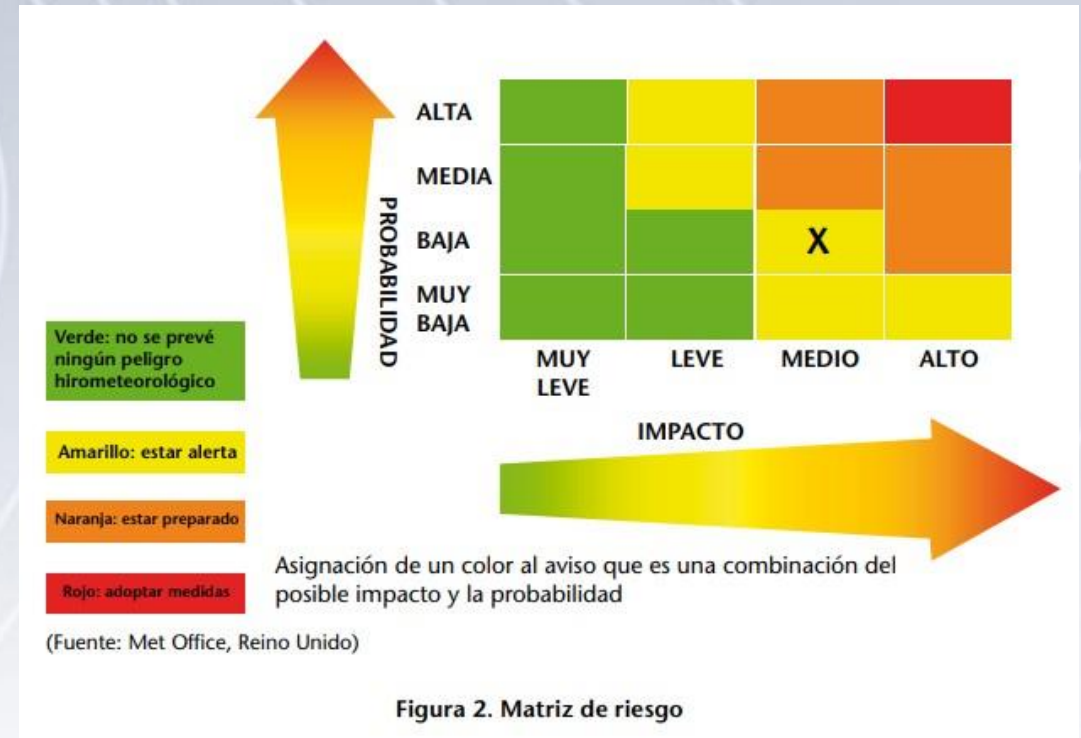 ALTA
MEDIA
BAJA
MUY
BAJA
PROBABILIDAD
X
MUY
LEVE
LEVE
MEDIO
ALTO
IMPACTO
Verde: no se prevé
ningún peligro
hirometeorológico
Amarillo: estar alerta
Naranja: estar preparado
Rojo: adoptar medidas
Asignación de un color al aviso que es una combinación del
posible impacto y la probabilidad
(Fuente: Met Office, Reino Unido)
Figura 2. Matriz de riesgo